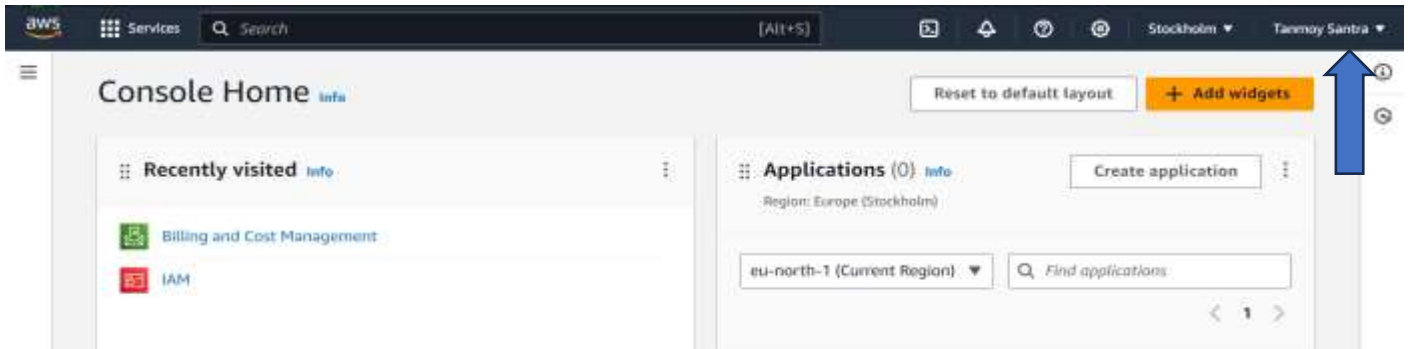 aws Services Search [Alt+S] Stockholm Tanmoy Santra
Console Home Info Reset to default layout + Add widgets
Recently visited Info
Applications (0) Info Create application
Region: Europe (Stockholm)
Billing and Cost Management
IAM
eu-north-1 (Current Region) Find applications
< 1 >